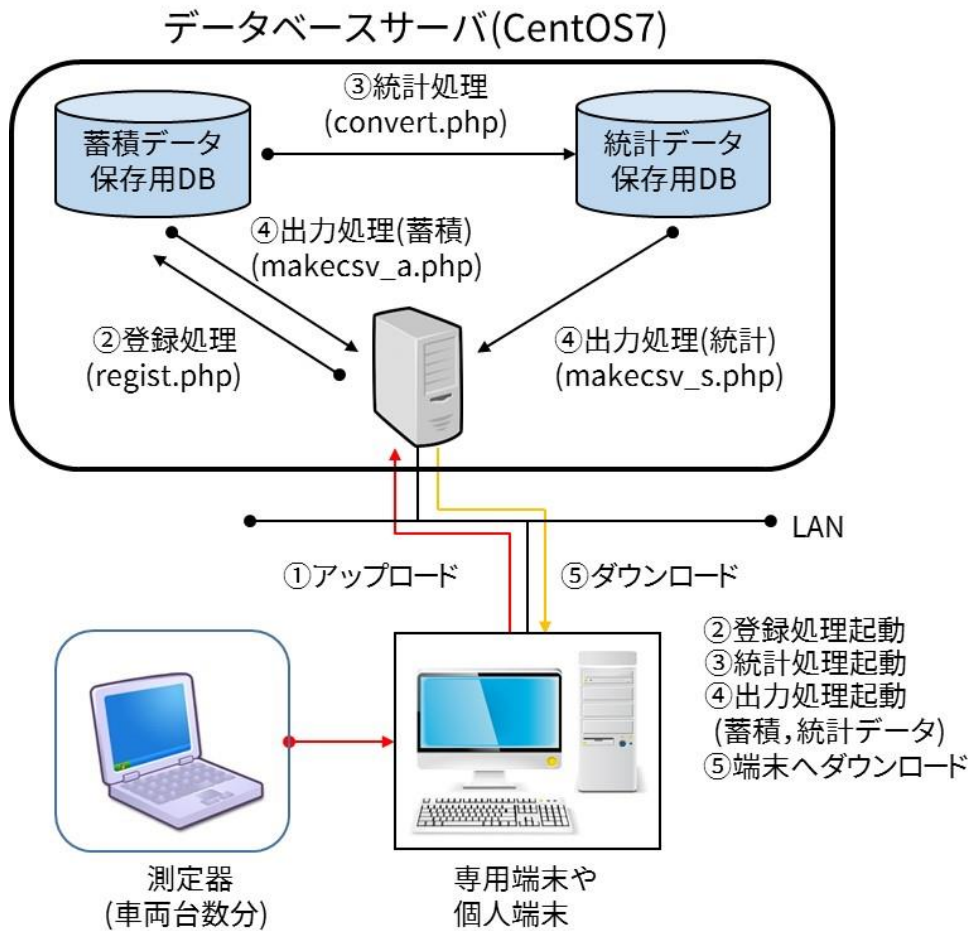 データベースサーバ(CentOS7)
③統計処理
(convert.php)
蓄積データ
保存用DB
統計データ
保存用DB
④出力処理(蓄積)
(makecsv_a.php)
②登録処理
(regist.php)
④出力処理(統計)
(makecsv_s.php)
LAN
①アップロード
⑤ダウンロード
②登録処理起動
③統計処理起動
④出力処理起動
(蓄積,統計データ)
⑤端末へダウンロード
測定器
(車両台数分)
専用端末や
個人端末